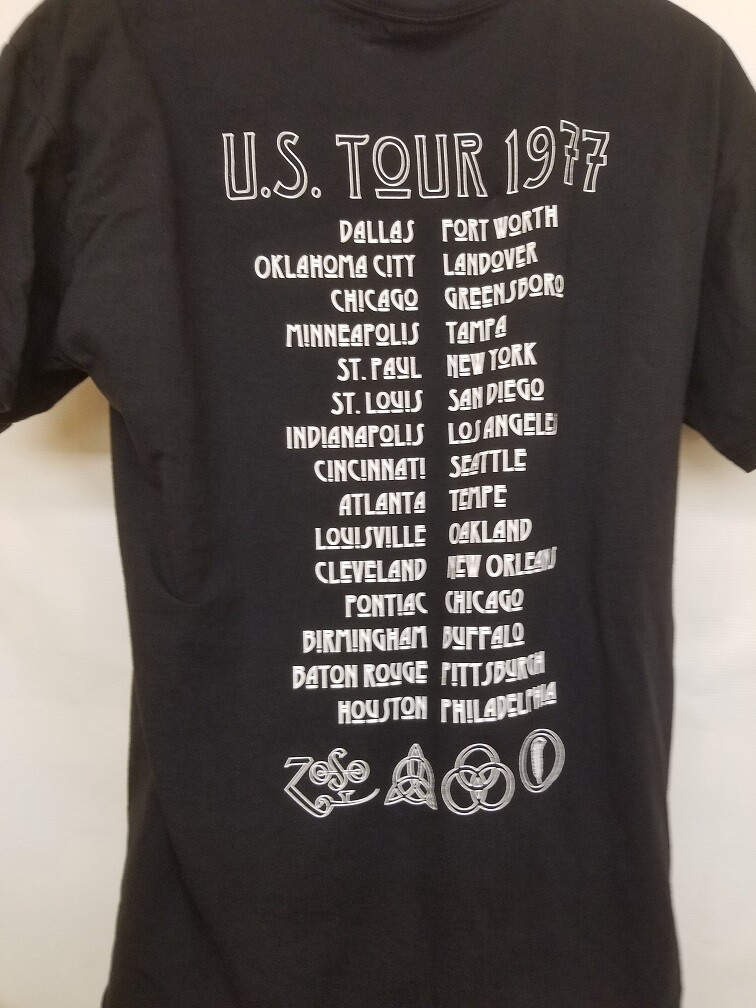 U.S. TOUR 1977
DALLAS FORT WORTH
OKLAHOMA CITY LANDOVER
CHICAGO GREENSBORO
MINNEAPOLIS TAMPA
ST. PAUL NEW YORK
ST. LOUIS SAN DIEGO
INDIANAPOLIS LOS ANGELES
CINCINNATI SEATTLE
ATLANTA TEMPE
LOUISVILLE OAKLAND
CLEVELAND NEW ORLEANS
PONTIAC CHICAGO
BIRMINGHAM BUFFALO
BATON ROUGE PITTSBURGH
HOUSTON PHILADELPHIA
ZOSO